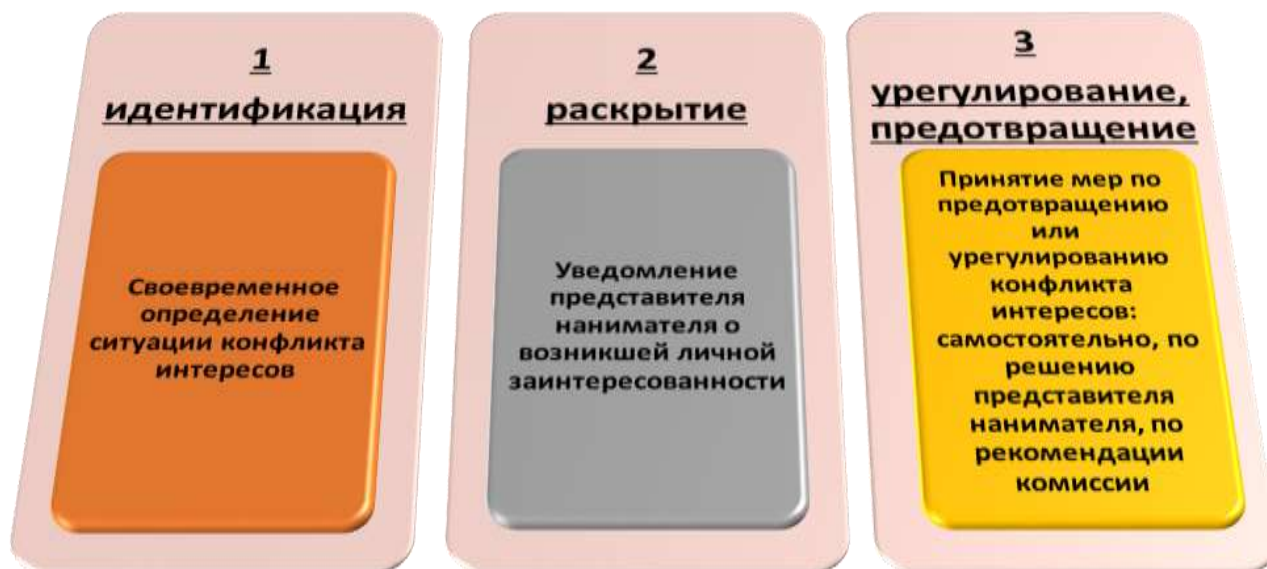 1
идентификация
Своевременное
определение
ситуации конфликта
интересов
2
раскрытие
Уведомление
представителя
нанимателя о
возникшей личной
заинтересованности
3
урегулирование,
предотвращение
Принятие мер по
предотвращению
или
урегулированию
конфликта
интересов:
самостоятельно, по
решению
представителя
нанимателя, по
рекомендации
комиссии